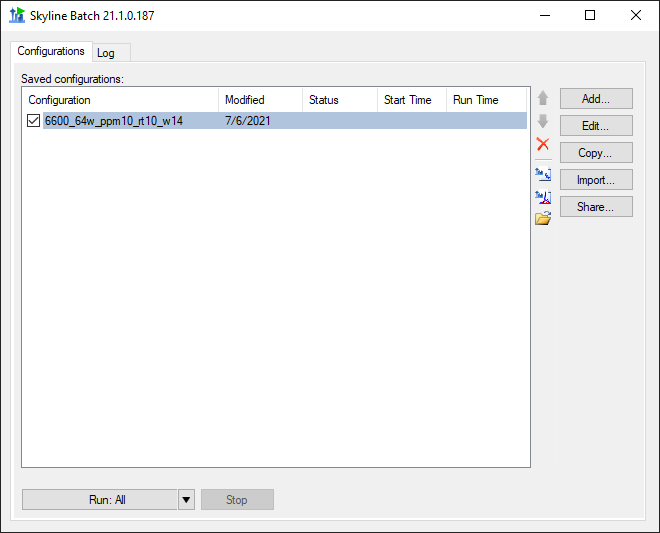 Skyline Batch 21.1.0.187
Configurations
Log
Saved configurations:
Configuration Modified Status Start Time Run Time
6600_64w_ppm10_rt10_w14 7/6/2021
Add...
Edit...
Copy...
Import...
Share...
Run: All
Stop